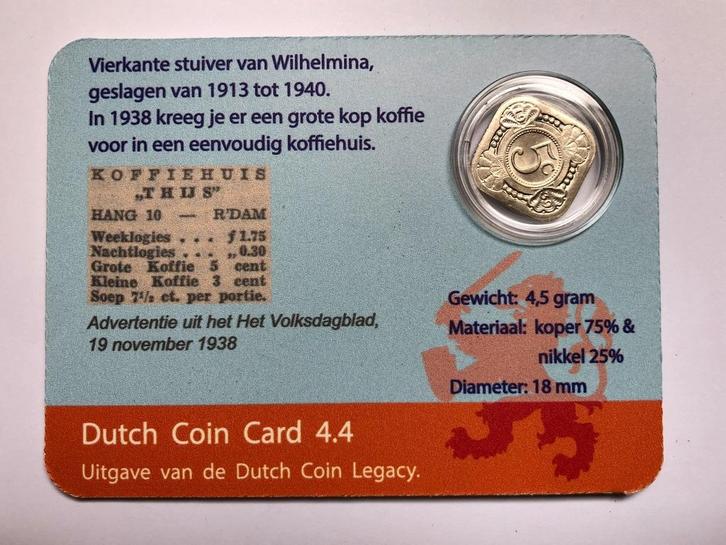 Vierkante stuiver van Wilhelmina,
geslagen van 1913 tot 1940.
In 1938 kreeg je er een grote kop koffie
voor in een eenvoudig koffiehuis.
KOFFIEHUIS
„THIJS”
HANG 10 — R'DAM
Weeklogies . . . ƒ 1.75
Nachtlogies . . . „ 0.30
Grote Koffie 5 cent
Kleine Koffie 3 cent
Soep 7½ ct. per portie.
Advertentie uit het Het Volksdagblad,
19 november 1938
5 c
Gewicht: 4,5 gram
Materiaal: koper 75% &
nikkel 25%
Diameter: 18 mm
Dutch Coin Card 4.4
Uitgave van de Dutch Coin Legacy.